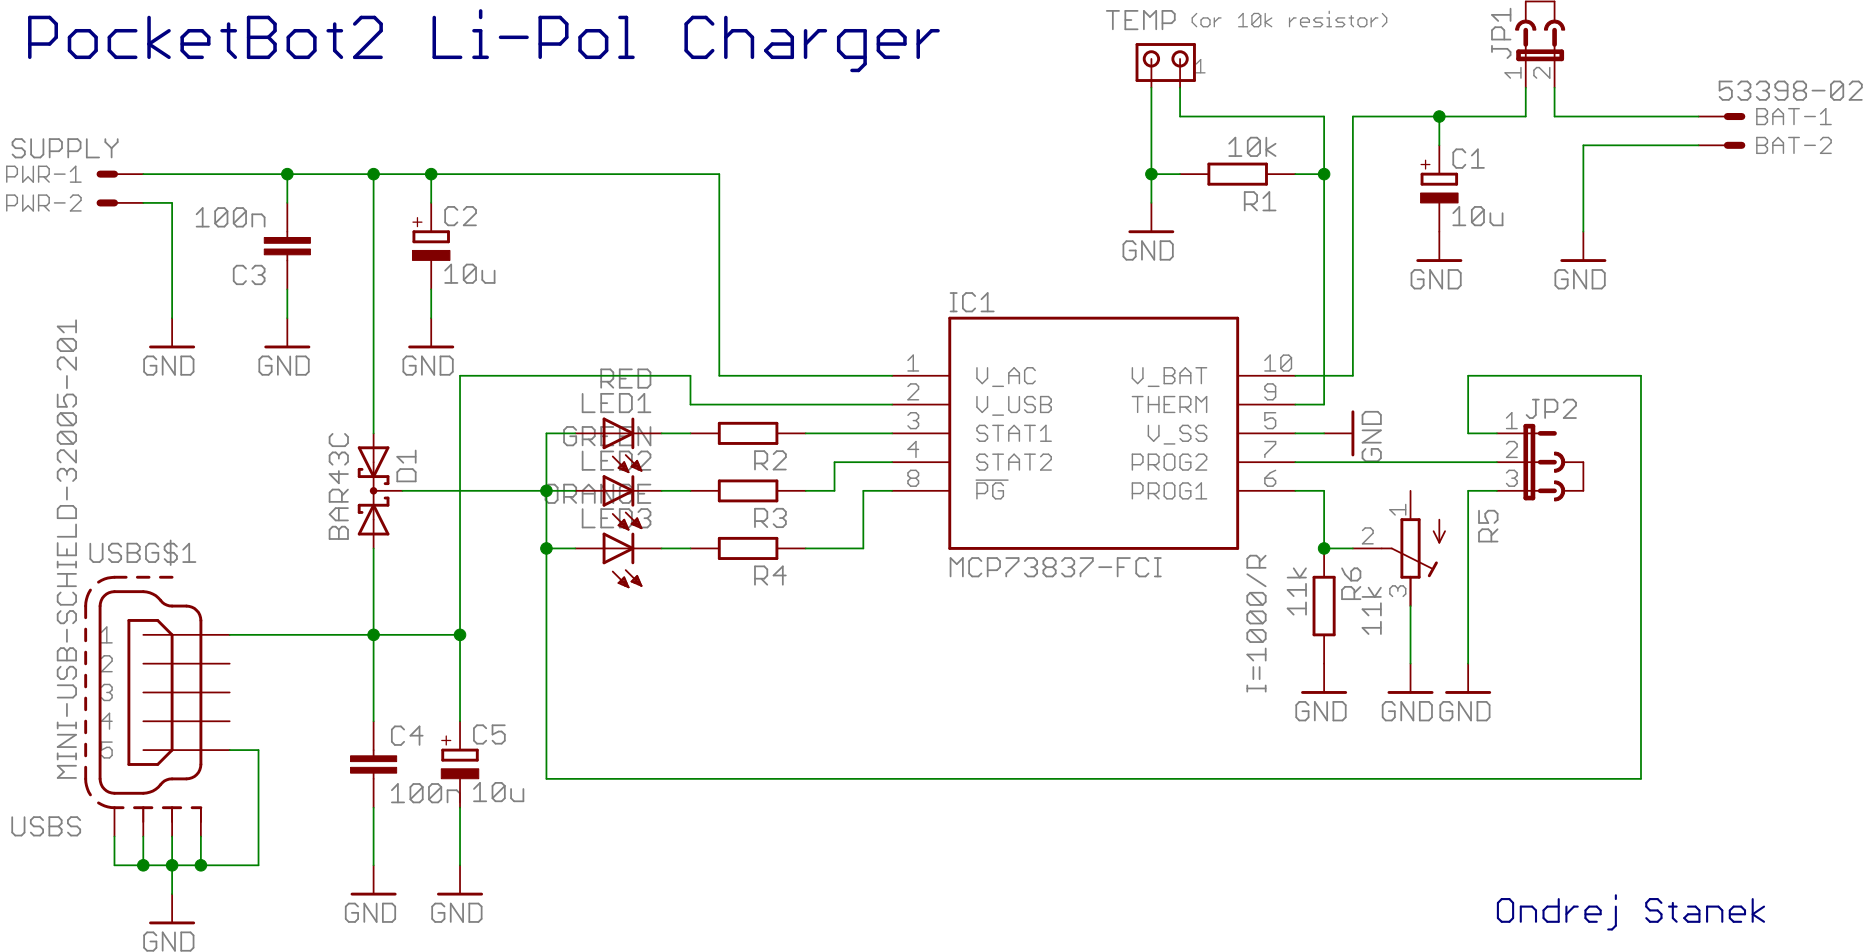 PocketBot2 Li-Pol Charger
TEMP (or 10k resistor)
1
JP1
1 2
53398-02
BAT-1
BAT-2
SUPPLY
PWR-1
PWR-2
100n
C3
+
C2
10u
10k
R1
+
C1
10u
GND
GND
GND
GND
GND
GND
IC1
1
2
3
4
8
V_AC
V_USB
STAT1
STAT2
PG
V_BAT
THERM
V_SS
PROG2
PROG1
10
9
5
7
6
MCP73837-FCI
GND
RED
LED1
GREEN
LED2
ORANGE
LED3
R2
R3
R4
JP2
1
2
3
BAR43C
D1
MINI-USB-SCHIELD-32005-201
USBG$1
1
2
3
4
5
USBS
I=1000/R
11k
R6
11k
1
2
3
R5
GND
GND
GND
C4
100n
+
C5
10u
GND
GND
GND
Ondrej Stanek